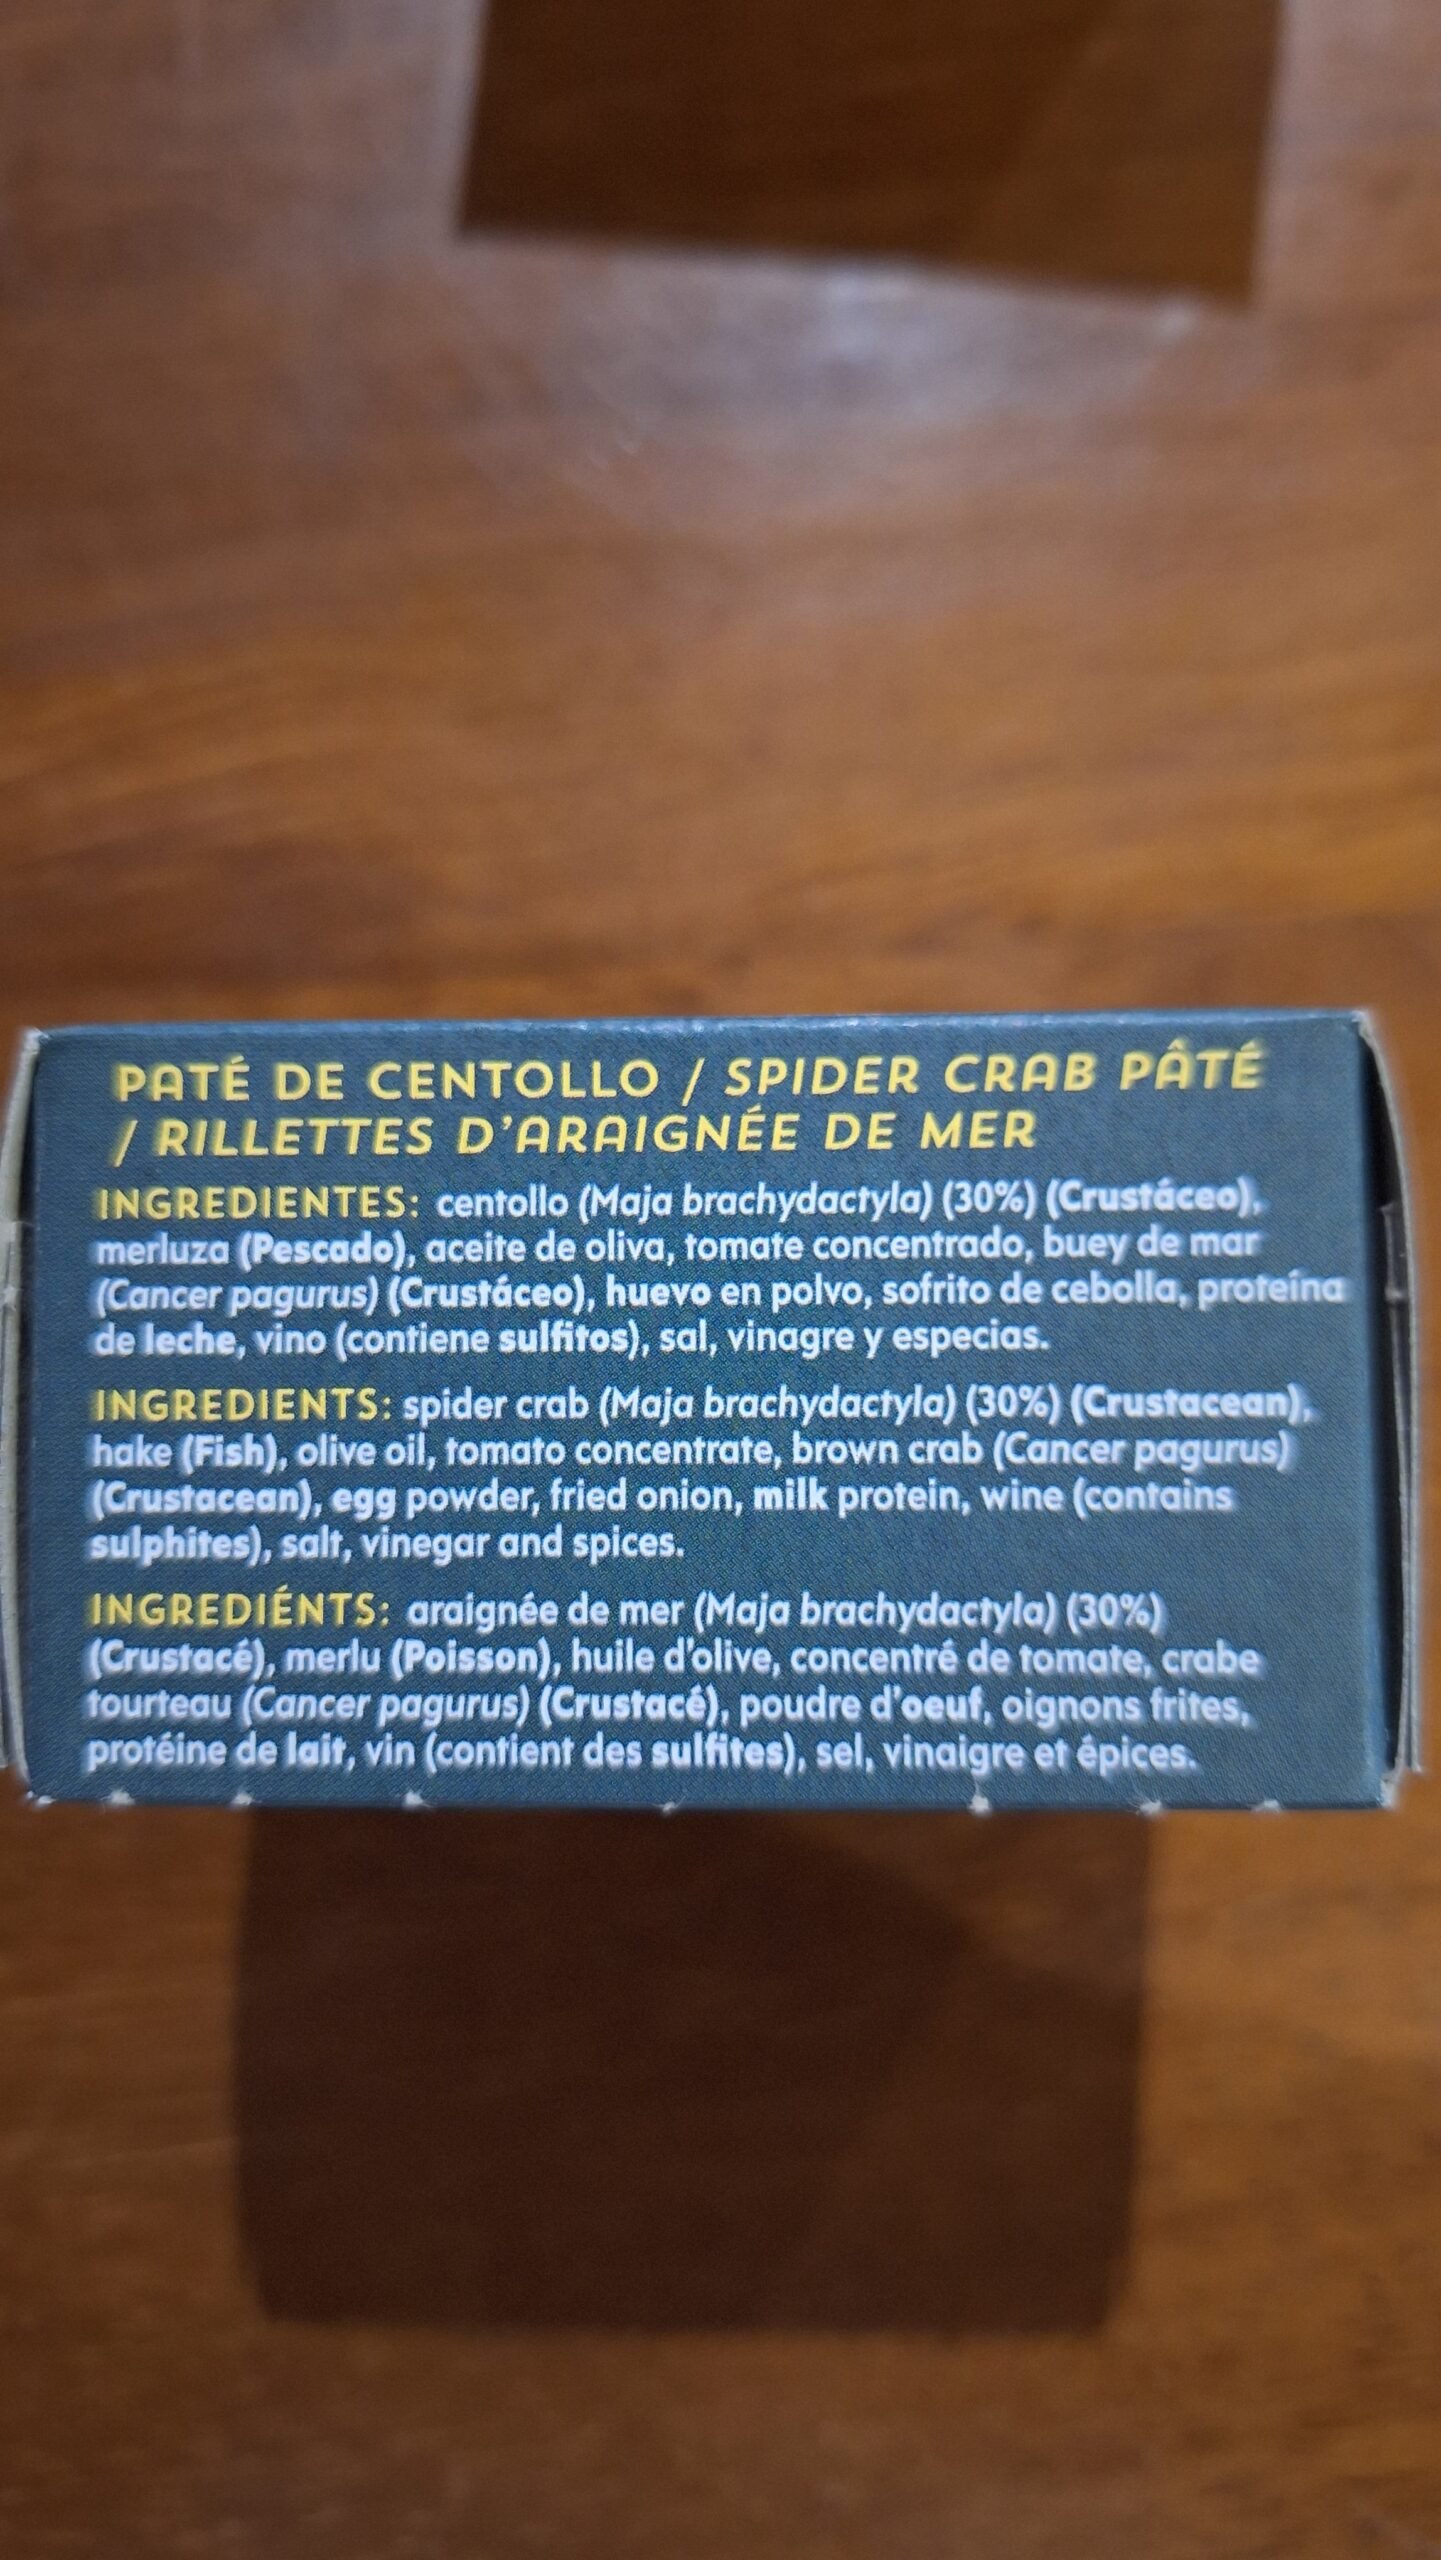 PATÉ DE CENTOLLO / SPIDER CRAB PÂTÉ
/ RILLETTES D'ARAIGNÉE DE MER
INGREDIENTES: centollo (Maja brachydactyla) (30%) (Crustáceo),
merluza (Pescado), aceite de oliva, tomate concentrado, buey de mar
(Cancer pagurus) (Crustáceo), huevo en polvo, sofrito de cebolla, proteína
de leche, vino (contiene sulfitos), sal, vinagre y especias.
INGREDIENTS: spider crab (Maja brachydactyla) (30%) (Crustacean),
hake (Fish), olive oil, tomato concentrate, brown crab (Cancer pagurus)
(Crustacean), egg powder, fried onion, milk protein, wine (contains
sulphites), salt, vinegar and spices.
INGREDIÉNTS: araignée de mer (Maja brachydactyla) (30%)
(Crustacé), merlu (Poisson), huile d'olive, concentré de tomate, crabe
tourteau (Cancer pagurus) (Crustacé), poudre d'oeuf, oignons frites,
protéine de lait, vin (contient des sulfites), sel, vinaigre et épices.